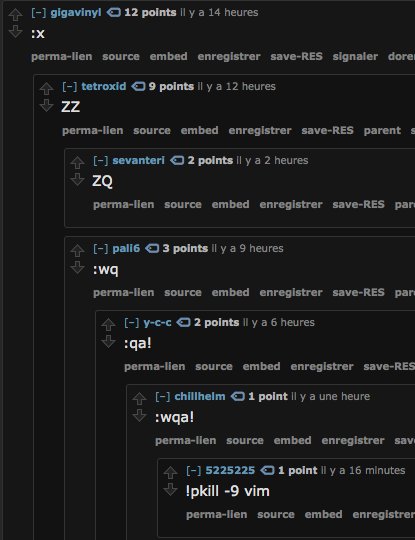 [–] gigavinyl 12 points il y a 14 heures
:x
perma-lien source embed enregistrer save-RES signaler
[–] tetroxid 9 points il y a 12 heures
ZZ
perma-lien source embed enregistrer save-RES parent
[–] sevanteri 2 points il y a 2 heures
ZQ
perma-lien source embed enregistrer save-RES
[–] pali6 3 points il y a 9 heures
:wq
perma-lien source embed enregistrer save-RES
[–] y-c-c 2 points il y a 6 heures
:qa!
perma-lien source embed enregistrer save-RES
[–] chillhelm 1 point il y a une heure
:wqa!
perma-lien source embed enregistrer
[–] 5225225 1 point il y a 16 minutes
!pkill -9 vim
perma-lien source embed enregistrer